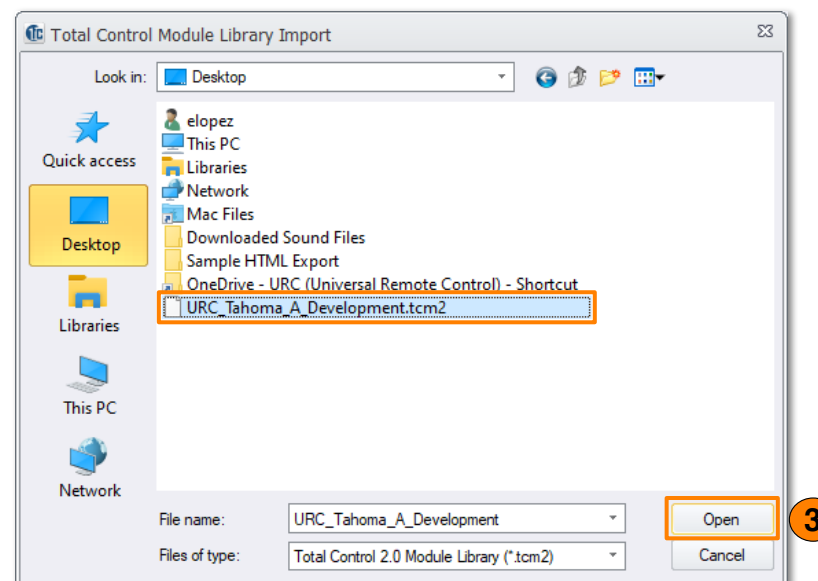 TC Total Control Module Library Import
Look in: Desktop
Quick access
Desktop
Libraries
This PC
Network
elopez
This PC
Libraries
Network
Mac Files
Downloaded Sound Files
Sample HTML Export
OneDrive - URC (Universal Remote Control) - Shortcut
URC_Tahoma_A_Development.tcm2
File name: URC_Tahoma_A_Development Open 3
Files of type: Total Control 2.0 Module Library (*.tcm2) Cancel